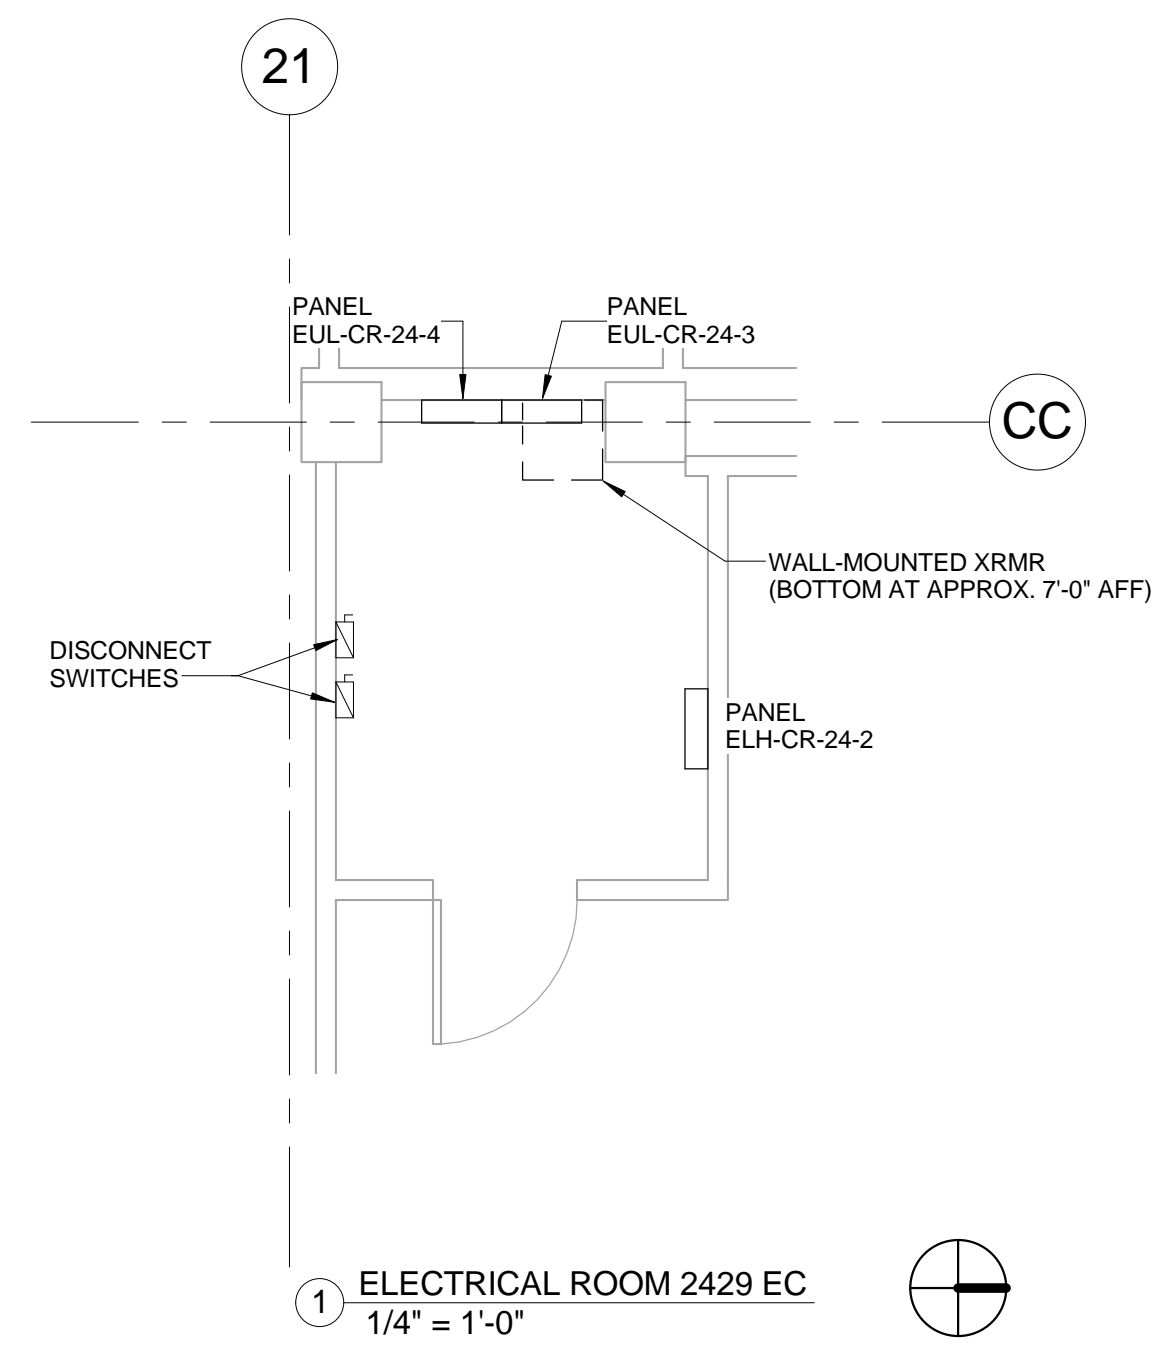 21
PANEL
EUL-CR-24-4
PANEL
EUL-CR-24-3
CC
WALL-MOUNTED XRMR
(BOTTOM AT APPROX. 7'-0" AFF)
DISCONNECT
SWITCHES
PANEL
ELH-CR-24-2
1 ELECTRICAL ROOM 2429 EC
1/4" = 1'-0"